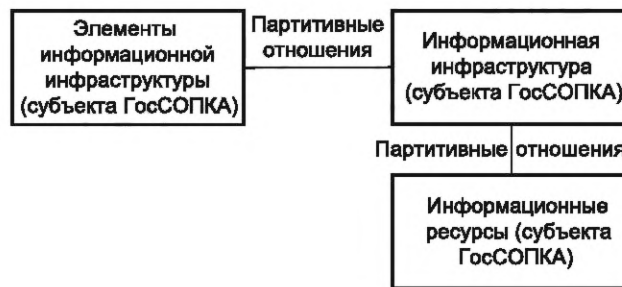 Элементы
информационной
инфраструктуры
(субъекта ГосСОПКА)
Партитивные
отношения
Информационная
инфраструктура
(субъекта ГосСОПКА)
Партитивные отношения
Информационные
ресурсы (субъекта
ГосСОПКА)